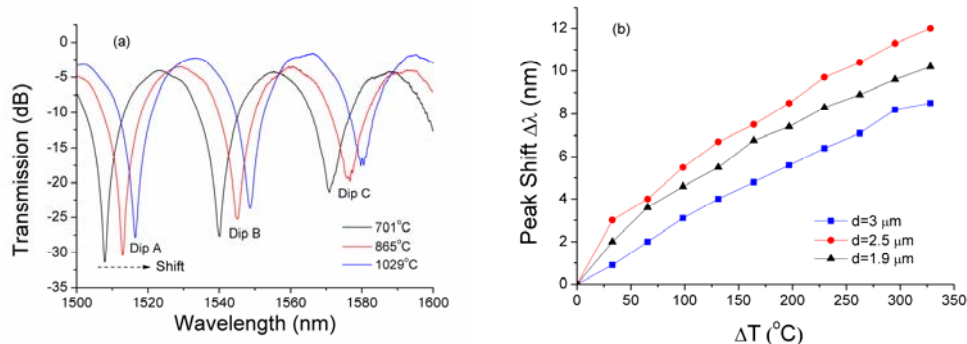 (a)
Transmission (dB)
0
-5
-10
-15
-20
-25
-30
-35
Dip A
Dip B
Dip C
Shift
701°C
865°C
1029°C
1500 1520 1540 1560 1580 1600
Wavelength (nm)
(b)
Peak Shift Δλ (nm)
12
10
8
6
4
2
0
d=3 μm
d=2.5 μm
d=1.9 μm
0 50 100 150 200 250 300 350
ΔT (°C)